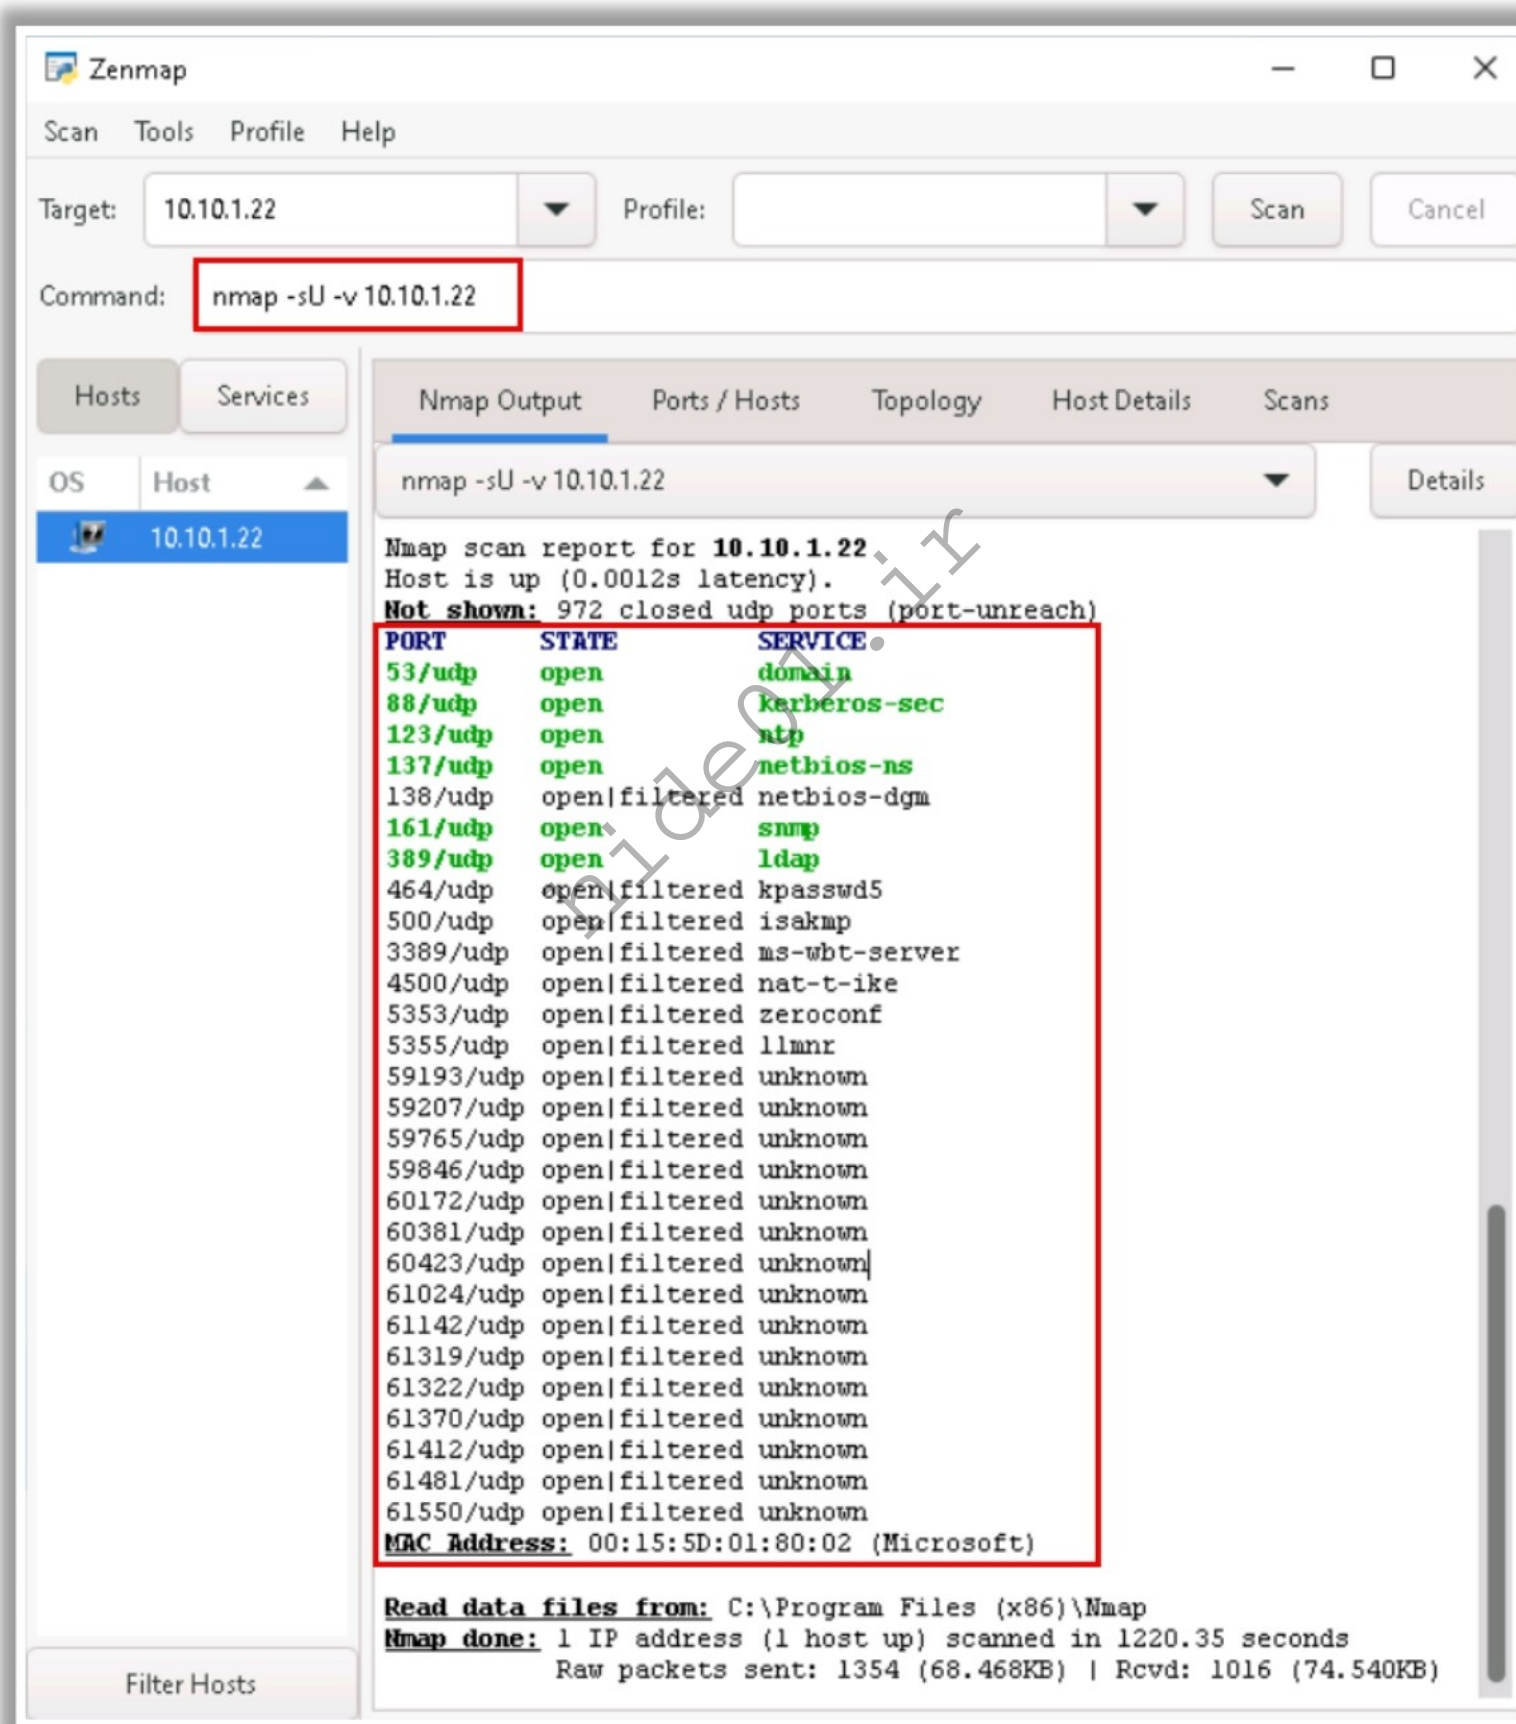 Zenmap
Scan Tools Profile Help
Target: 10.10.1.22 Profile: Scan Cancel
Command: nmap -sU -v 10.10.1.22
Hosts Services
Nmap Output Ports / Hosts Topology Host Details Scans
OS Host
nmap -sU -v 10.10.1.22 Details
10.10.1.22
Nmap scan report for 10.10.1.22
Host is up (0.0012s latency).
Not shown: 972 closed udp ports (port-unreach)
PORT STATE SERVICE
53/udp open domain
88/udp open kerberos-sec
123/udp open ntp
137/udp open netbios-ns
138/udp open|filtered netbios-dgm
161/udp open snmp
389/udp open ldap
464/udp open|filtered kpasswd5
500/udp open|filtered isakmp
3389/udp open|filtered ms-wbt-server
4500/udp open|filtered nat-t-ike
5353/udp open|filtered zeroconf
5355/udp open|filtered llmnr
59193/udp open|filtered unknown
59207/udp open|filtered unknown
59765/udp open|filtered unknown
59846/udp open|filtered unknown
60172/udp open|filtered unknown
60381/udp open|filtered unknown
60423/udp open|filtered unknown
61024/udp open|filtered unknown
61142/udp open|filtered unknown
61319/udp open|filtered unknown
61322/udp open|filtered unknown
61370/udp open|filtered unknown
61412/udp open|filtered unknown
61481/udp open|filtered unknown
61550/udp open|filtered unknown
MAC Address: 00:15:5D:01:80:02 (Microsoft)
Read data files from: C:\Program Files (x86)\Nmap
Nmap done: 1 IP address (1 host up) scanned in 1220.35 seconds
Raw packets sent: 1354 (68.468KB) | Rcvd: 1016 (74.540KB)
Filter Hosts